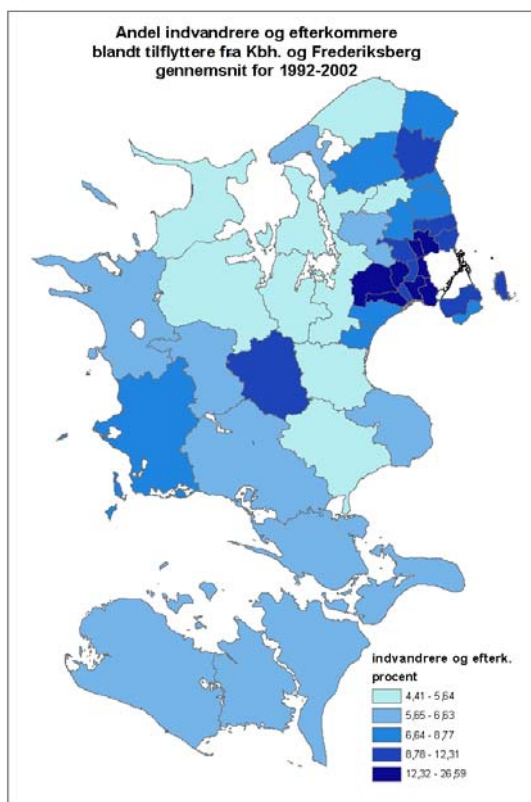 Andel indvandrere og efterkommere
blandt tilflyttere fra Kbh. og Frederiksberg
gennemsnit for 1992-2002
indvandrere og efterk.
procent
4,41 - 5,64
5,65 - 6,63
6,64 - 8,77
8,78 - 12,31
12,32 - 26,59